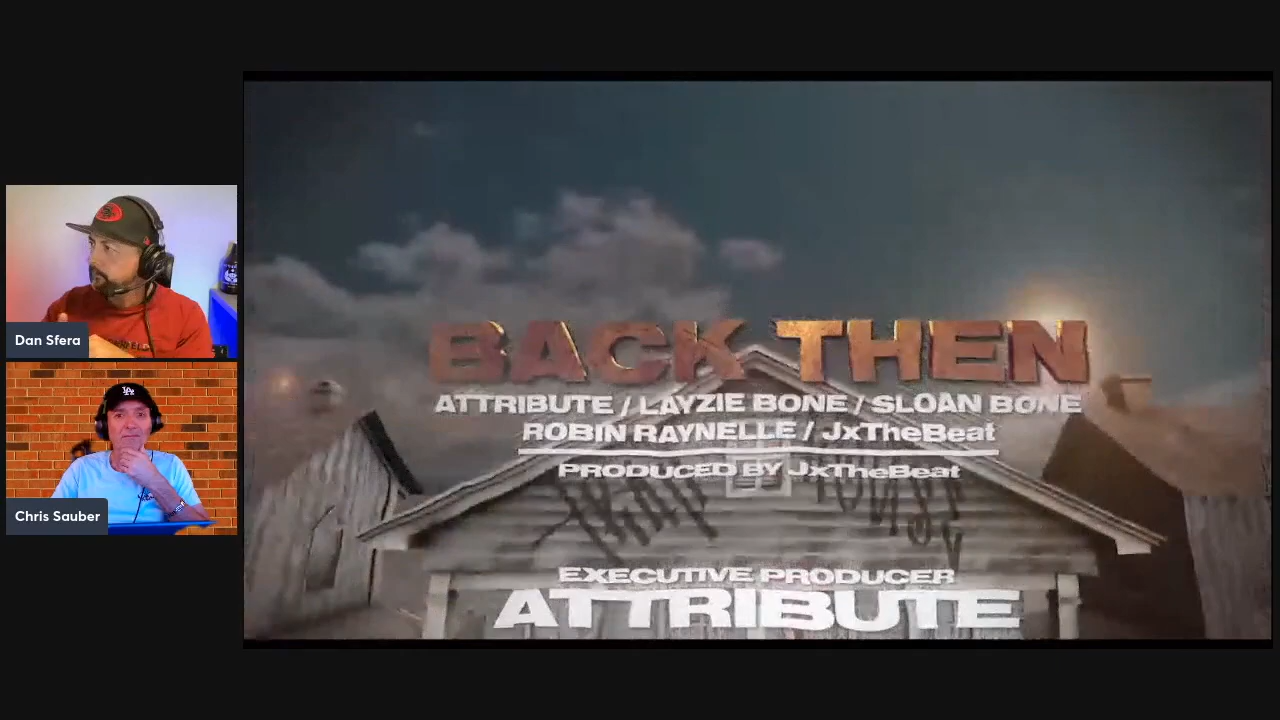 Dan Sfera
LA
Chris Sauber
BACK THEN
ATTRIBUTE / LAYZIE BONE / SLOAN BONE
ROBIN RAYNELLE / JxTheBeat
PRODUCED BY JxTheBeat
EXECUTIVE PRODUCER
ATTRIBUTE